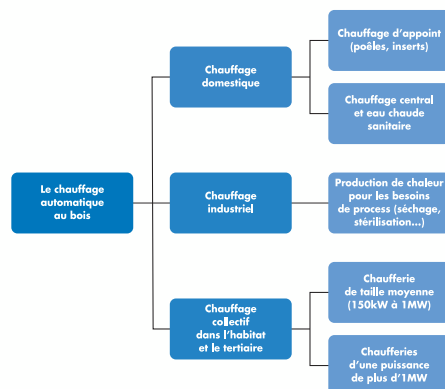 Le chauffage
automatique
au bois
Chauffage
domestique
Chauffage d'appoint
(poêles, inserts)
Chauffage central
et eau chaude
sanitaire
Chauffage
industriel
Production de chaleur
pour les besoins
de process (séchage,
stérilisation...)
Chauffage
collectif
dans l'habitat
et le tertiaire
Chaufferie
de taille moyenne
(150kW à 1MW)
Chaufferies
d'une puissance
de plus d'1MW